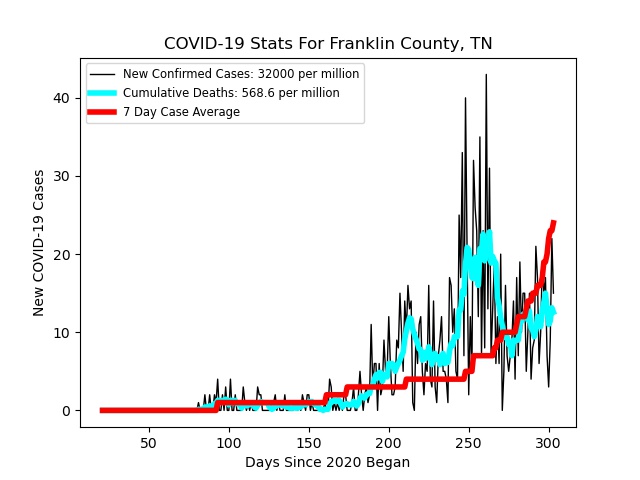 COVID-19 Stats For Franklin County, TN
New Confirmed Cases: 32000 per million
Cumulative Deaths: 568.6 per million
7 Day Case Average
New COVID-19 Cases
40
30
20
10
0
50
100
150
200
250
300
Days Since 2020 Began